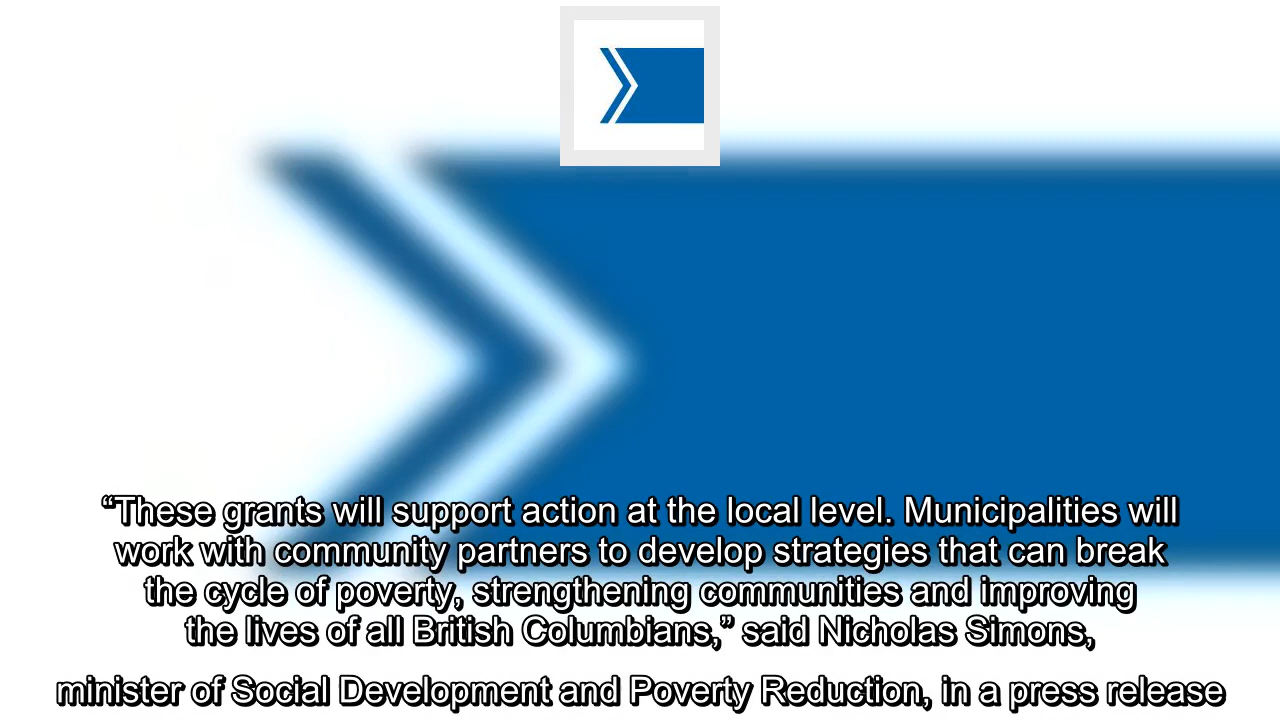 “These grants will support action at the local level. Municipalities will
work with community partners to develop strategies that can break
the cycle of poverty, strengthening communities and improving
the lives of all British Columbians,” said Nicholas Simons,
minister of Social Development and Poverty Reduction, in a press release